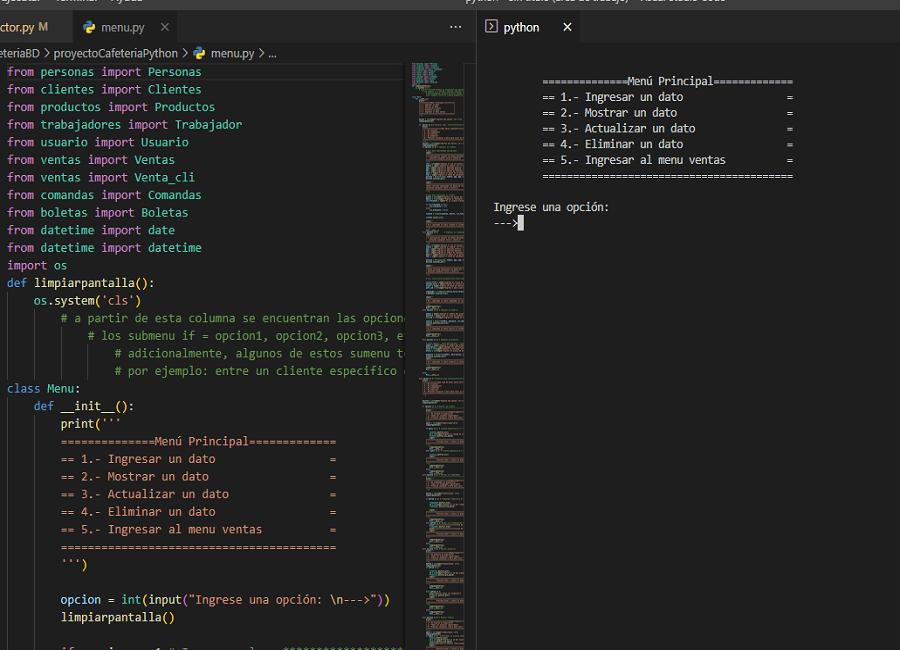 ctor.py M
menu.py
python
eteriaBD > proyectoCafeteriaPython > menu.py > ...
from personas import Personas
from clientes import Clientes
from productos import Productos
from trabajadores import Trabajador
from usuario import Usuario
from ventas import Ventas
from ventas import Venta_cli
from comandas import Comandas
from boletas import Boletas
from datetime import date
from datetime import datetime
import os
def limpiarpantalla():
    os.system('cls')
        # a partir de esta columna se encuentran las opcion
            # los submenu if = opcion1, opcion2, opcion3, e
                # adicionalmente, algunos de estos sumenu t
                # por ejemplo: entre un cliente especifico
class Menu:
    def __init__():
        print('''
        ==============Menú Principal=============
        == 1.- Ingresar un dato                 =
        == 2.- Mostrar un dato                  =
        == 3.- Actualizar un dato               =
        == 4.- Eliminar un dato                 =
        == 5.- Ingresar al menu ventas          =
        =========================================
        ''')
        opcion = int(input("Ingrese una opción: \n--->"))
        limpiarpantalla()
        ==============Menú Principal=============
        == 1.- Ingresar un dato                 =
        == 2.- Mostrar un dato                  =
        == 3.- Actualizar un dato               =
        == 4.- Eliminar un dato                 =
        == 5.- Ingresar al menu ventas          =
        =========================================
Ingrese una opción:
--->